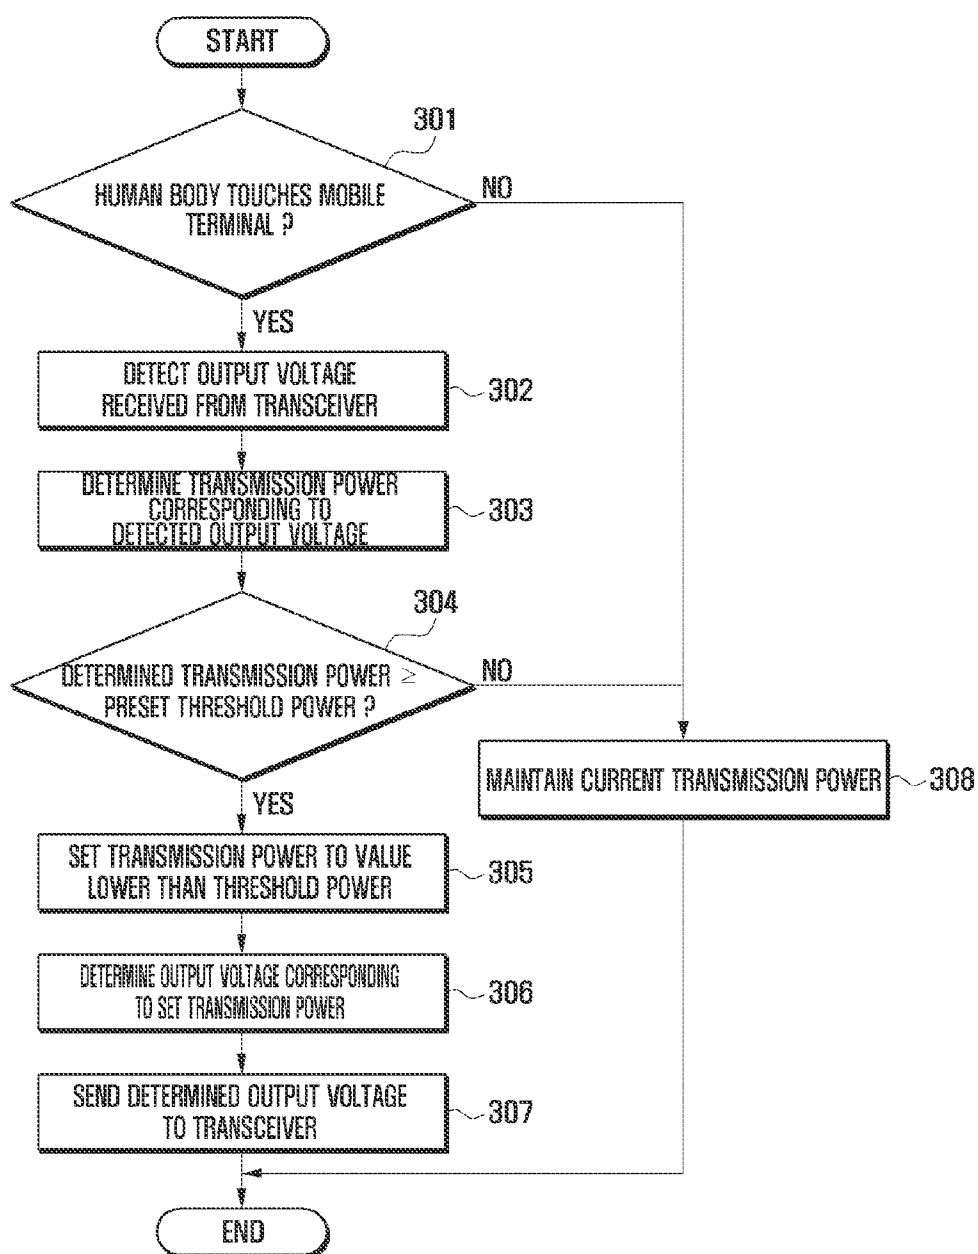 START
301
HUMAN BODY TOUCHES MOBILE
TERMINAL ?
NO
YES
DETECT OUTPUT VOLTAGE
RECEIVED FROM TRANSCEIVER
302
DETERMINE TRANSMISSION POWER
CORRESPONDING TO
DETECTED OUTPUT VOLTAGE
303
304
DETERMINED TRANSMISSION POWER ≥
PRESET THRESHOLD POWER ?
NO
YES
MAINTAIN CURRENT TRANSMISSION POWER
308
SET TRANSMISSION POWER TO VALUE
LOWER THAN THRESHOLD POWER
305
DETERMINE OUTPUT VOLTAGE CORRESPONDING
TO SET TRANSMISSION POWER
306
SEND DETERMINED OUTPUT VOLTAGE
TO TRANSCEIVER
307
END